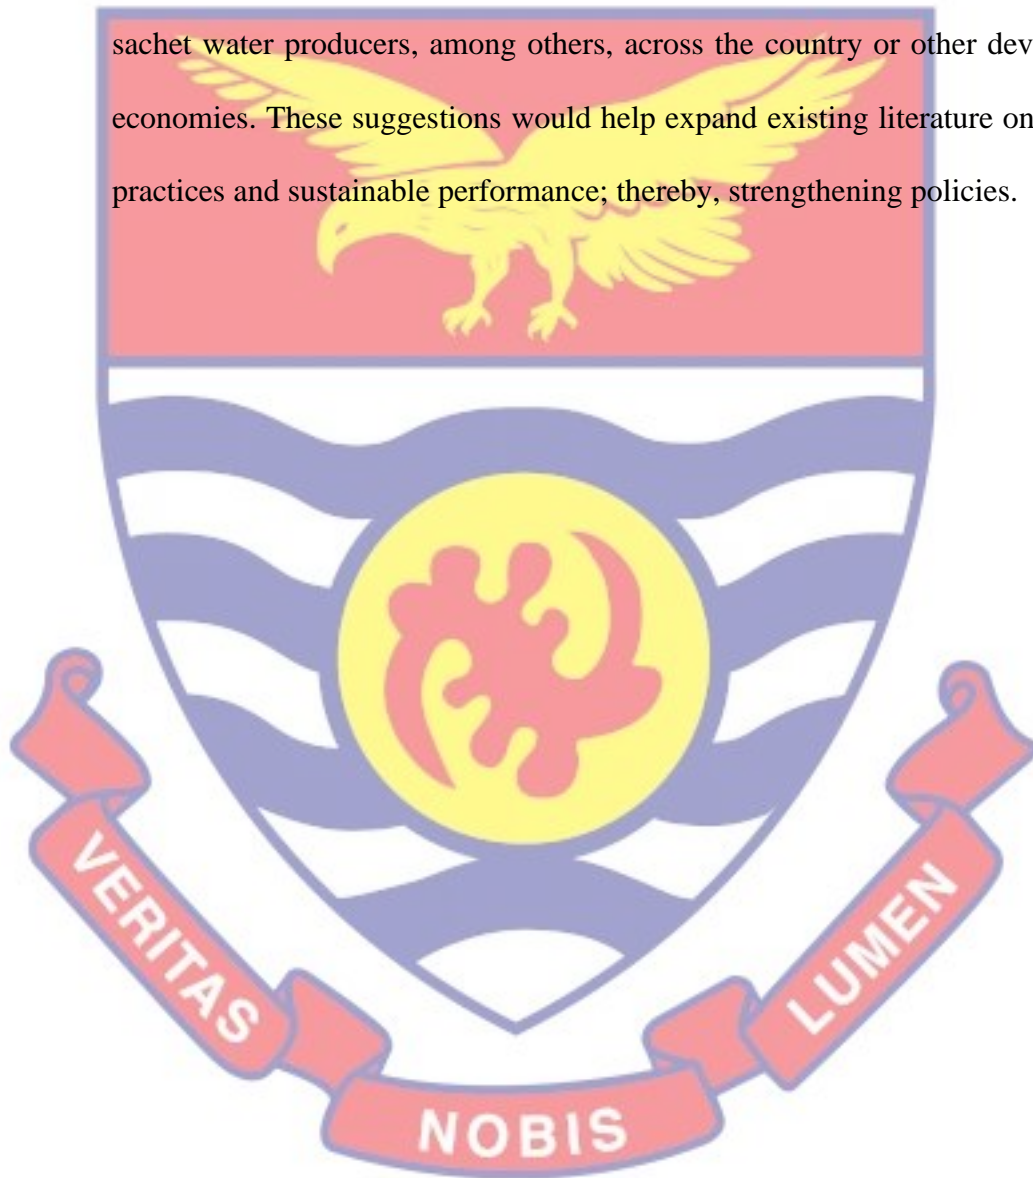 sachet water producers, among others, across the country or other dev
economies. These suggestions would help expand existing literature on
practices and sustainable performance; thereby, strengthening policies.
VERITAS
NOBIS
LUMEN